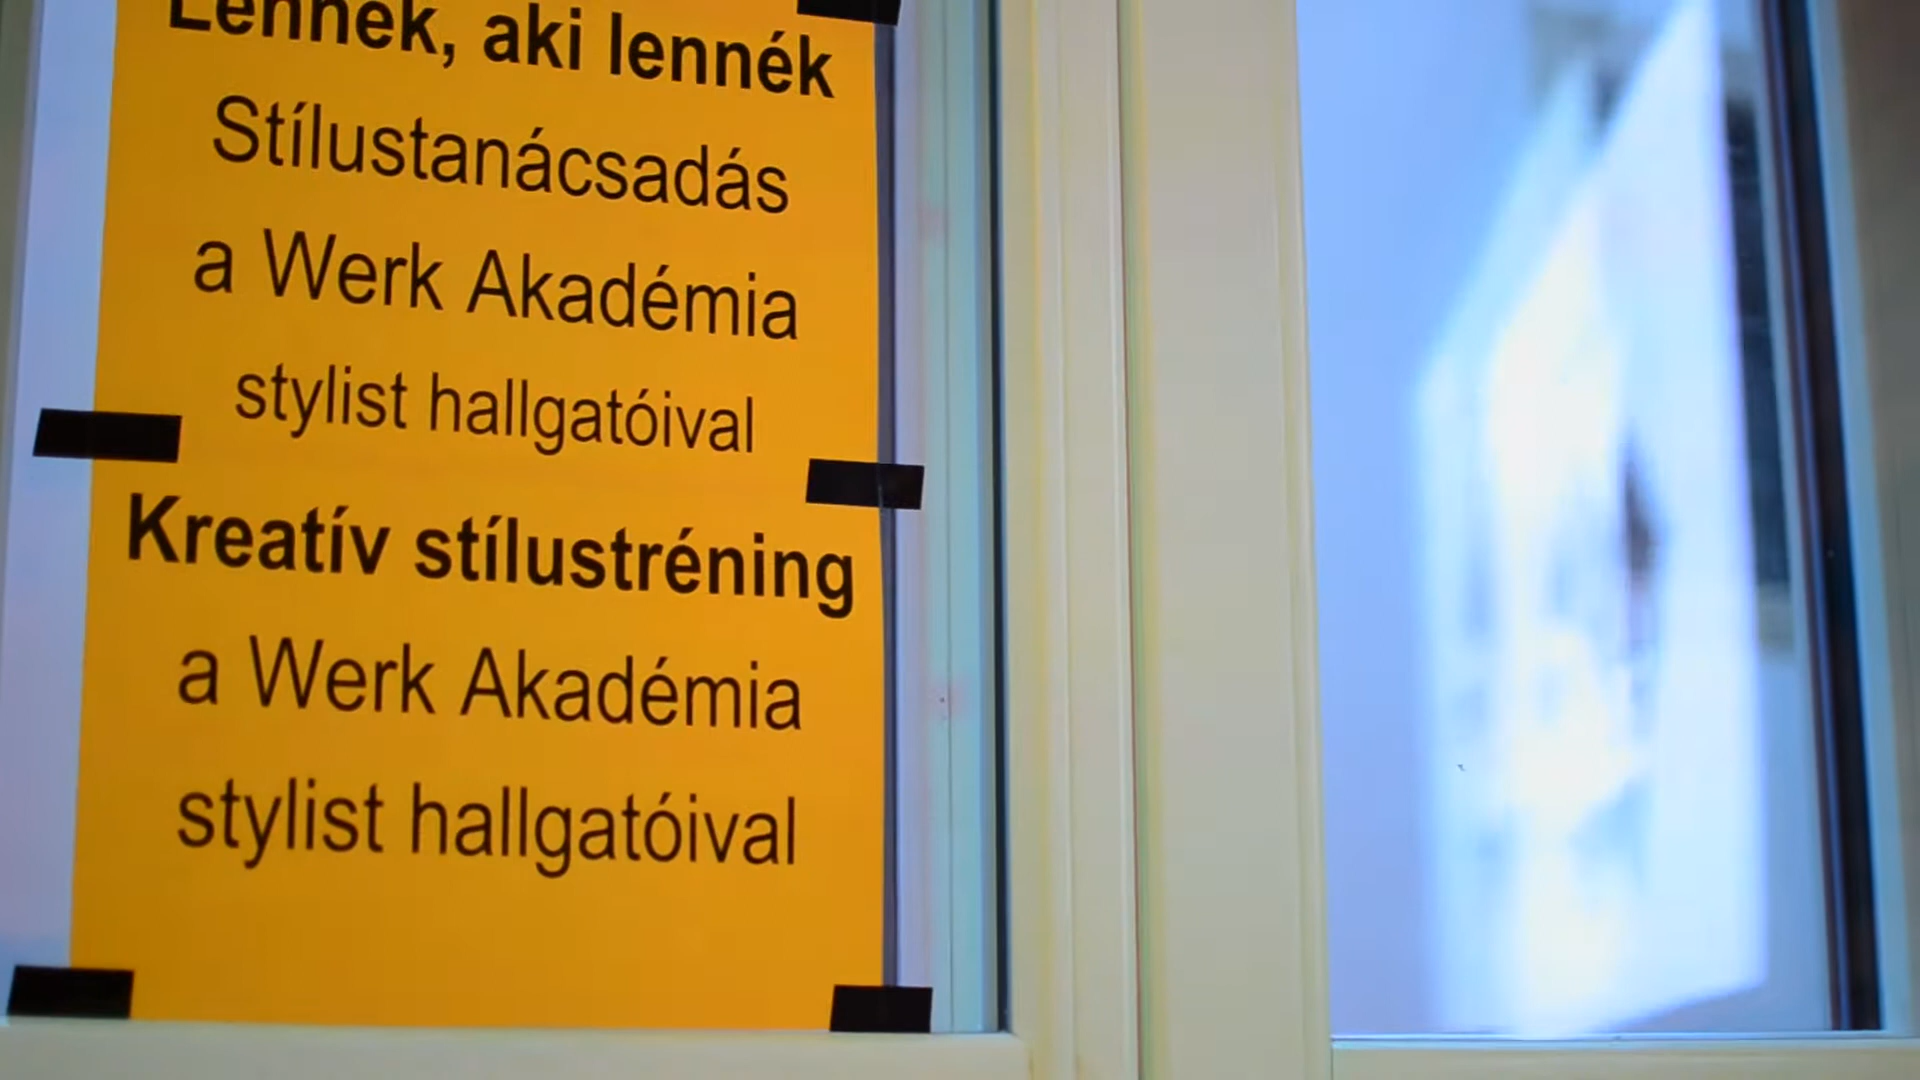 Lennék, aki lennék
Stílustanácsadás
a Werk Akadémia
stylist hallgatóival
Kreatív stílustréning
a Werk Akadémia
stylist hallgatóival